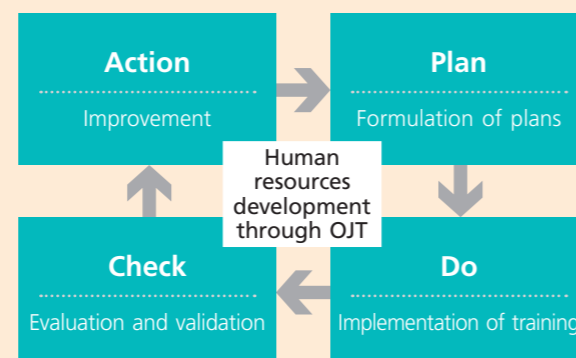 Action
Improvement
Plan
Formulation of plans
Human
resources
development
through OJT
Check
Evaluation and validation
Do
Implementation of training